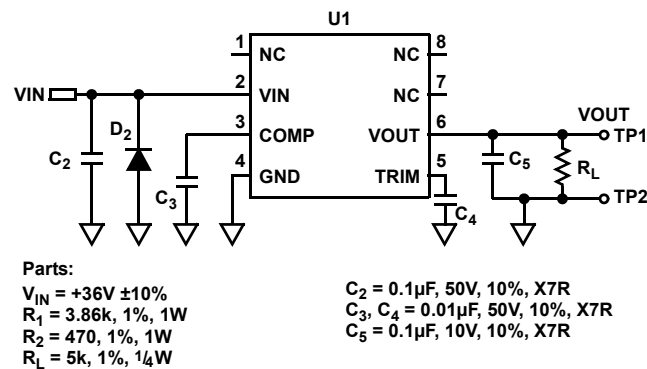 U1
1 NC NC 8
NC 7
VIN 2 VIN
D2 3 COMP VOUT 6 VOUT
TP1
C2 4 GND TRIM 5 C5 RL
C3 C4 TP2
Parts:
VIN = +36V ±10%
R1 = 3.86k, 1%, 1W
R2 = 470, 1%, 1W
RL = 5k, 1%, 1/4W
C2 = 0.1µF, 50V, 10%, X7R
C3, C4 = 0.01µF, 50V, 10%, X7R
C5 = 0.1µF, 10V, 10%, X7R